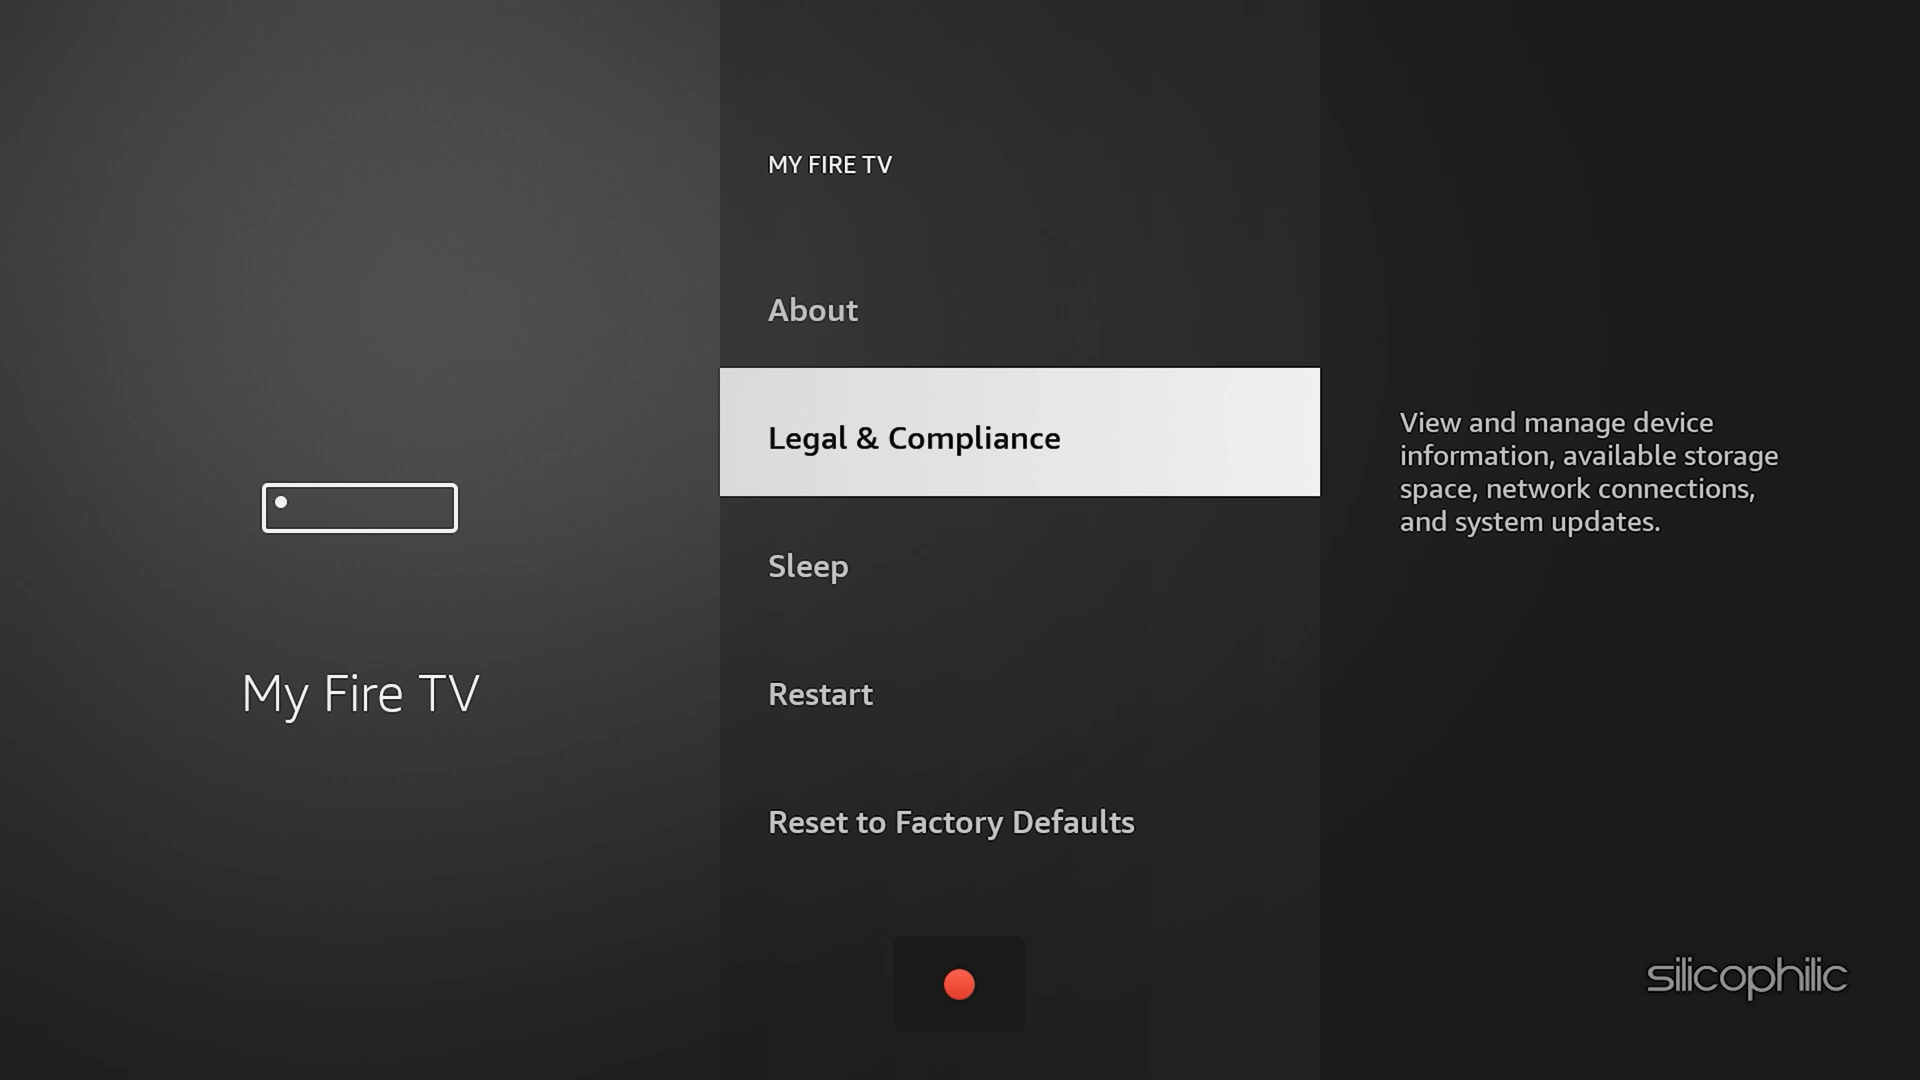 MY FIRE TV
About
Legal & Compliance
Sleep
Restart
Reset to Factory Defaults
My Fire TV
View and manage device
information, available storage
space, network connections,
and system updates.
silicophilic